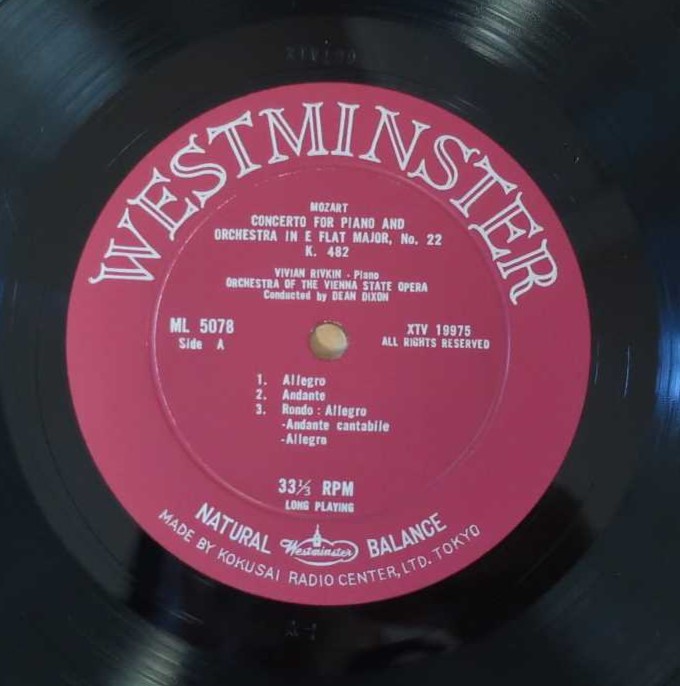 WESTMINSTER
MOZART
CONCERTO FOR PIANO AND
ORCHESTRA IN E FLAT MAJOR, No. 22
K. 482
VIVIAN RIVKIN - Piano
ORCHESTRA OF THE VIENNA STATE OPERA
Conducted by DEAN DIXON
ML 5078
Side A
XTV 19975
ALL RIGHTS RESERVED
1. Allegro
2. Andante
3. Rondo : Allegro
-Andante cantabile
-Allegro
33⅓ RPM
LONG PLAYING
NATURAL Westminster BALANCE
MADE BY KOKUSAI RADIO CENTER, LTD. TOKYO